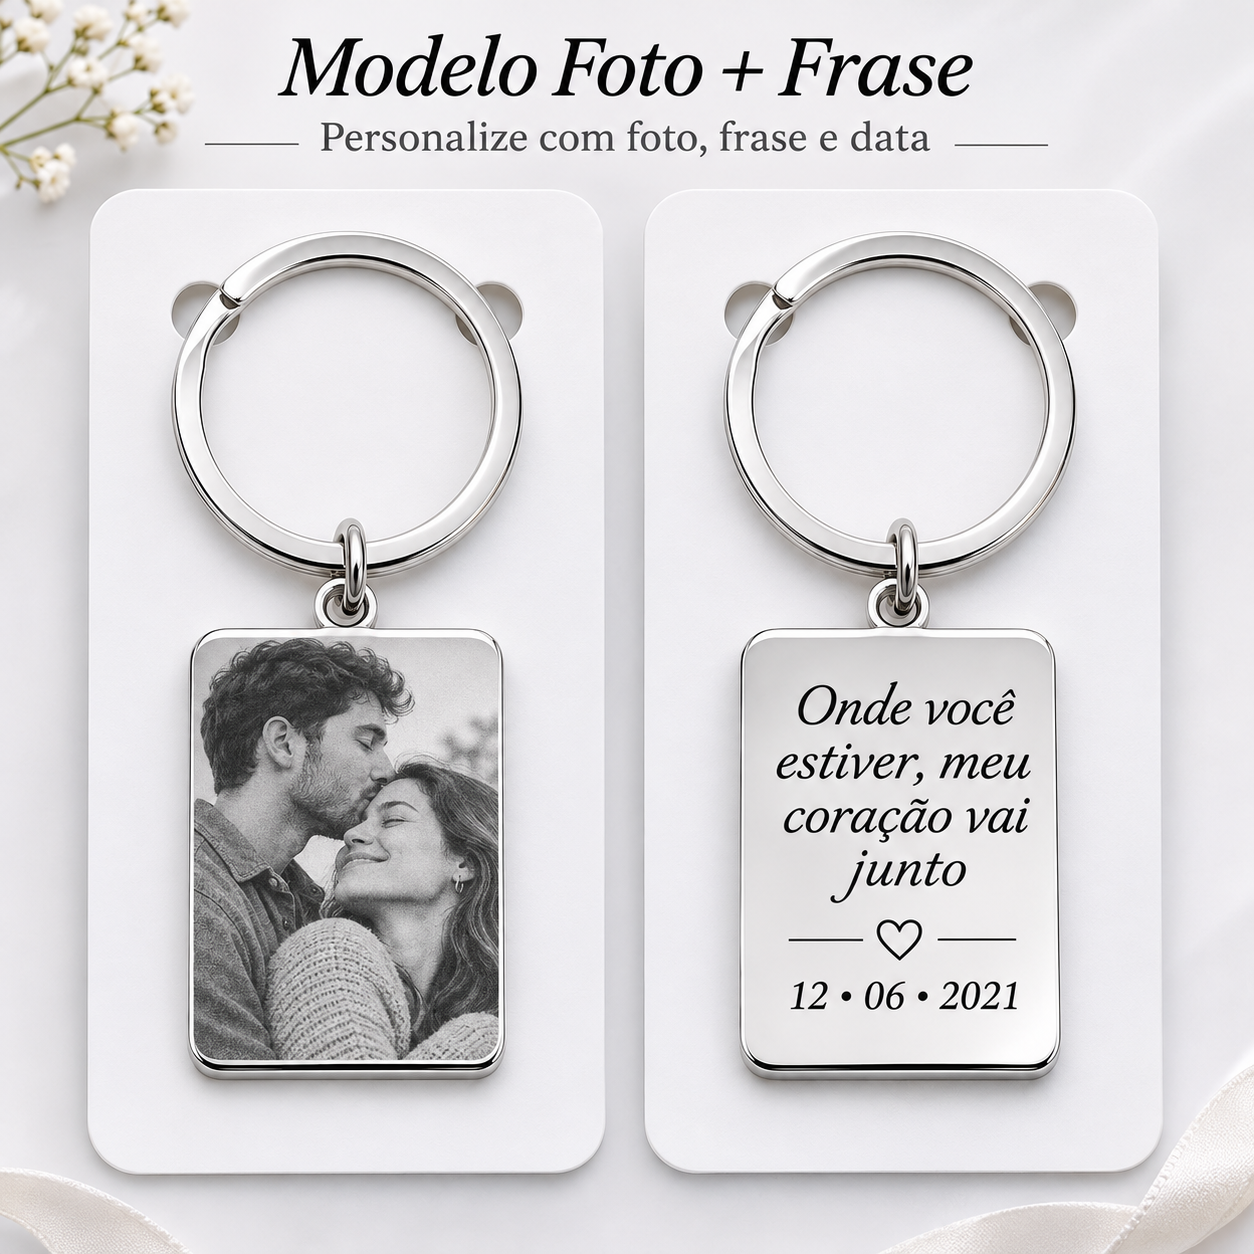 Modelo Foto + Frase
Personalize com foto, frase e data
Onde você
estiver, meu
coração vai
junto
12 • 06 • 2021